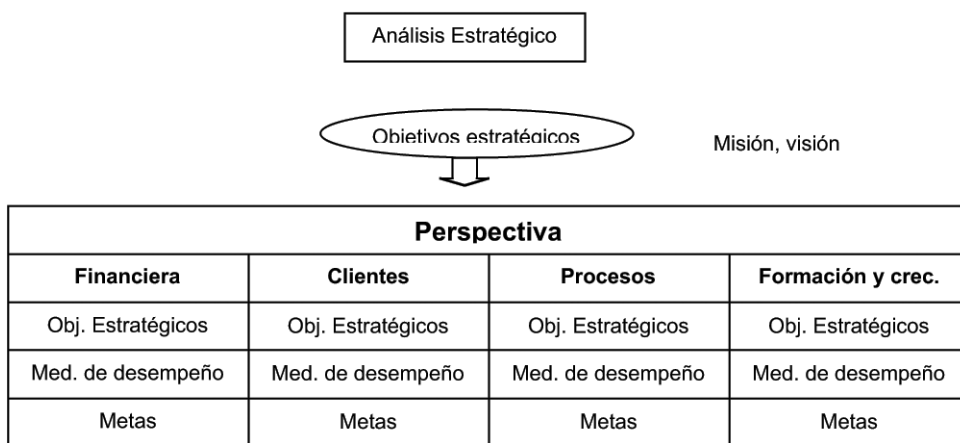 Análisis Estratégico
Objetivos estratégicos
Misión, visión
Perspectiva
Financiera Clientes Procesos Formación y crec.
Obj. Estratégicos Obj. Estratégicos Obj. Estratégicos Obj. Estratégicos
Med. de desempeño Med. de desempeño Med. de desempeño Med. de desempeño
Metas Metas Metas Metas